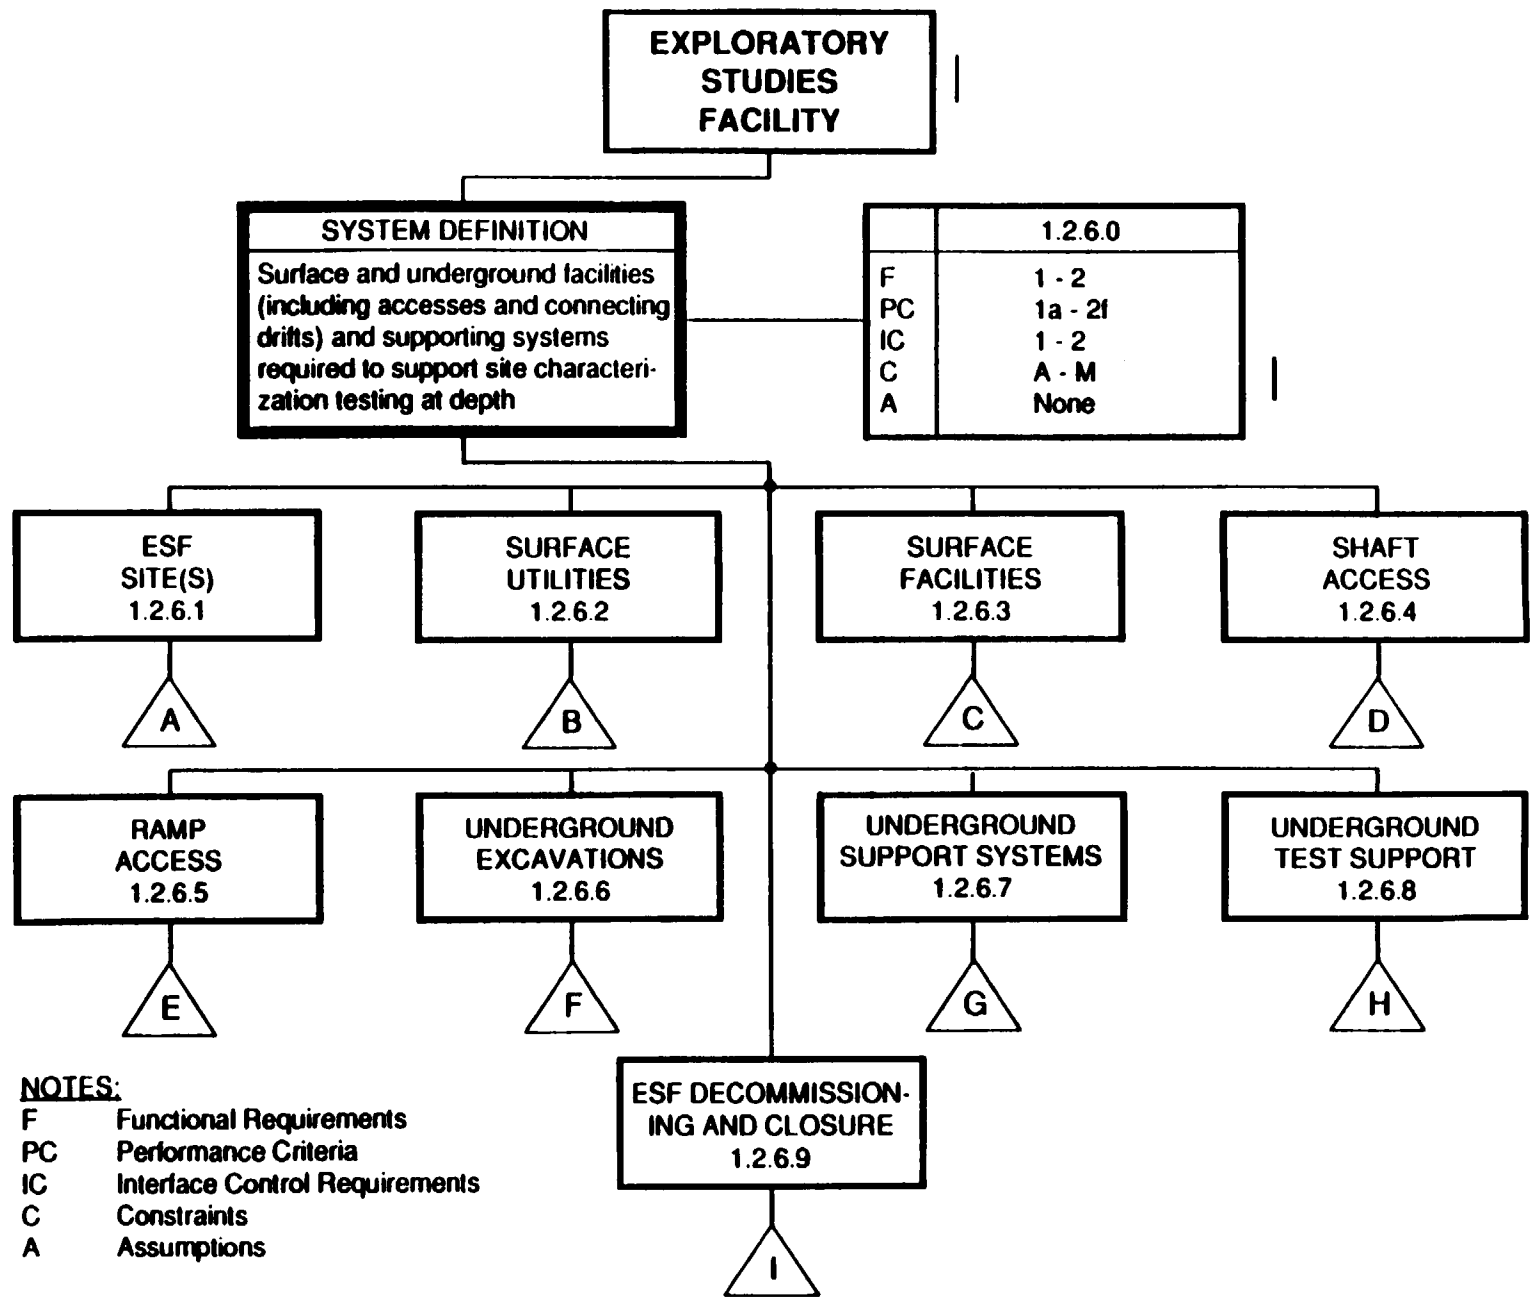 EXPLORATORY
STUDIES
FACILITY
SYSTEM DEFINITION
Surface and underground facilities
(including accesses and connecting
drifts) and supporting systems
required to support site characteri-
zation testing at depth
1.2.6.0
F 1 - 2
PC 1a - 2f
IC 1 - 2
C A - M
A None
ESF
SITE(S)
1.2.6.1
SURFACE
UTILITIES
1.2.6.2
SURFACE
FACILITIES
1.2.6.3
SHAFT
ACCESS
1.2.6.4
A
B
C
D
RAMP
ACCESS
1.2.6.5
UNDERGROUND
EXCAVATIONS
1.2.6.6
UNDERGROUND
SUPPORT SYSTEMS
1.2.6.7
UNDERGROUND
TEST SUPPORT
1.2.6.8
E
F
G
H
ESF DECOMMISSION-
ING AND CLOSURE
1.2.6.9
I
NOTES:
F Functional Requirements
PC Performance Criteria
IC Interface Control Requirements
C Constraints
A Assumptions